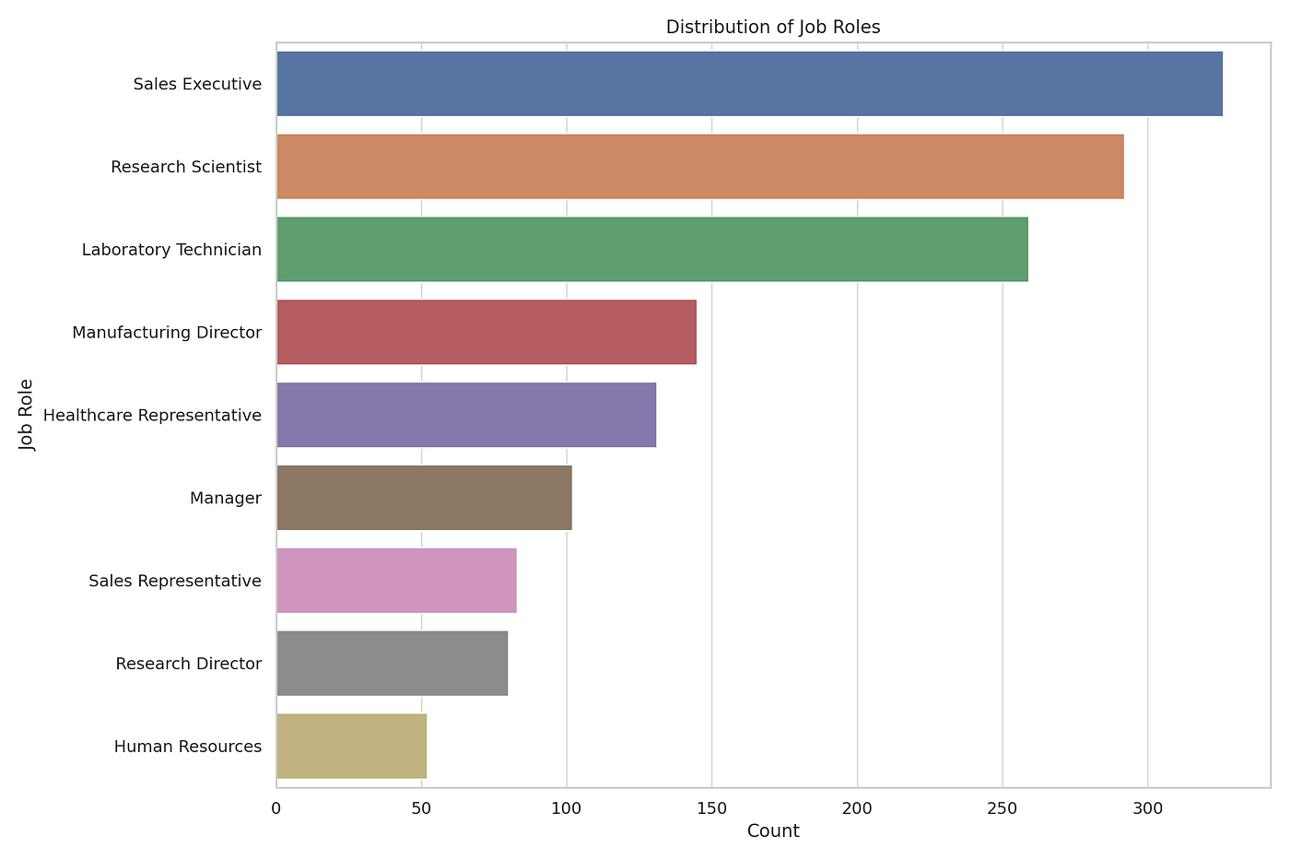 Distribution of Job Roles
Sales Executive
Research Scientist
Laboratory Technician
Manufacturing Director
Healthcare Representative
Manager
Sales Representative
Research Director
Human Resources
Job Role
0 50 100 150 200 250 300
Count